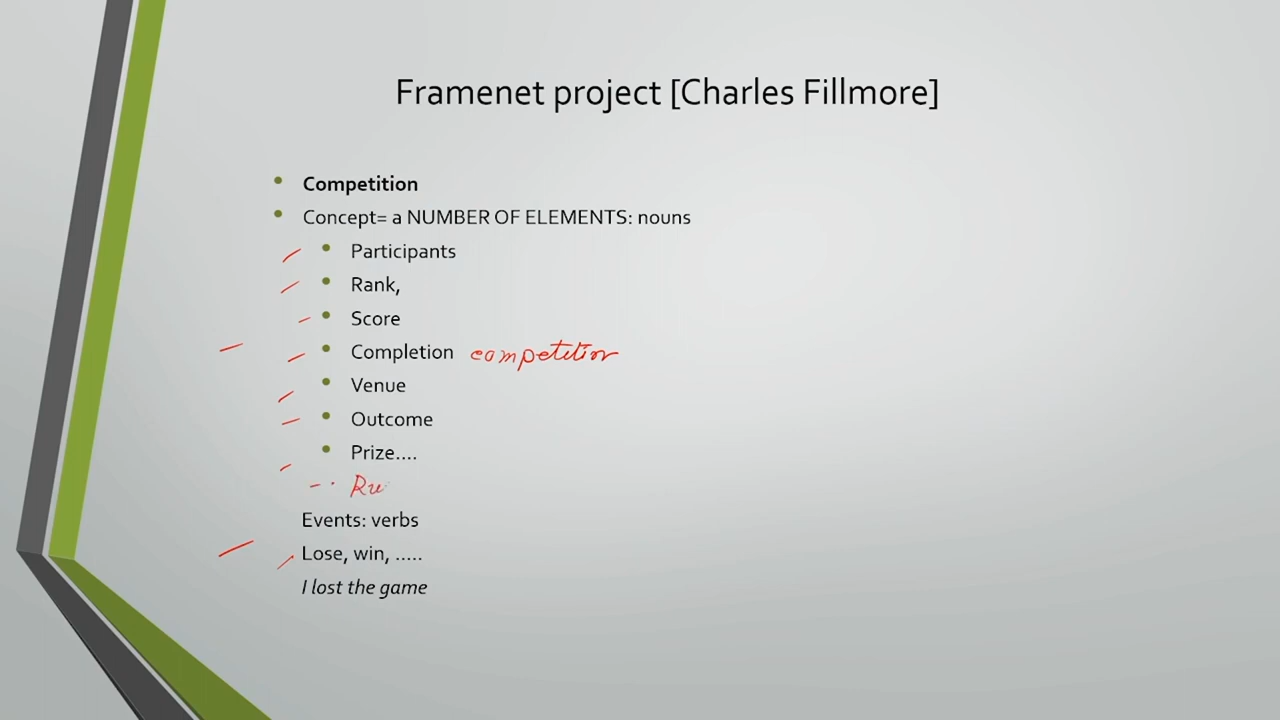 Framenet project [Charles Fillmore]
• Competition
• Concept= a NUMBER OF ELEMENTS: nouns
• Participants
• Rank,
• Score
• Completion competition
• Venue
• Outcome
• Prize....
Ru
Events: verbs
Lose, win, .....
I lost the game